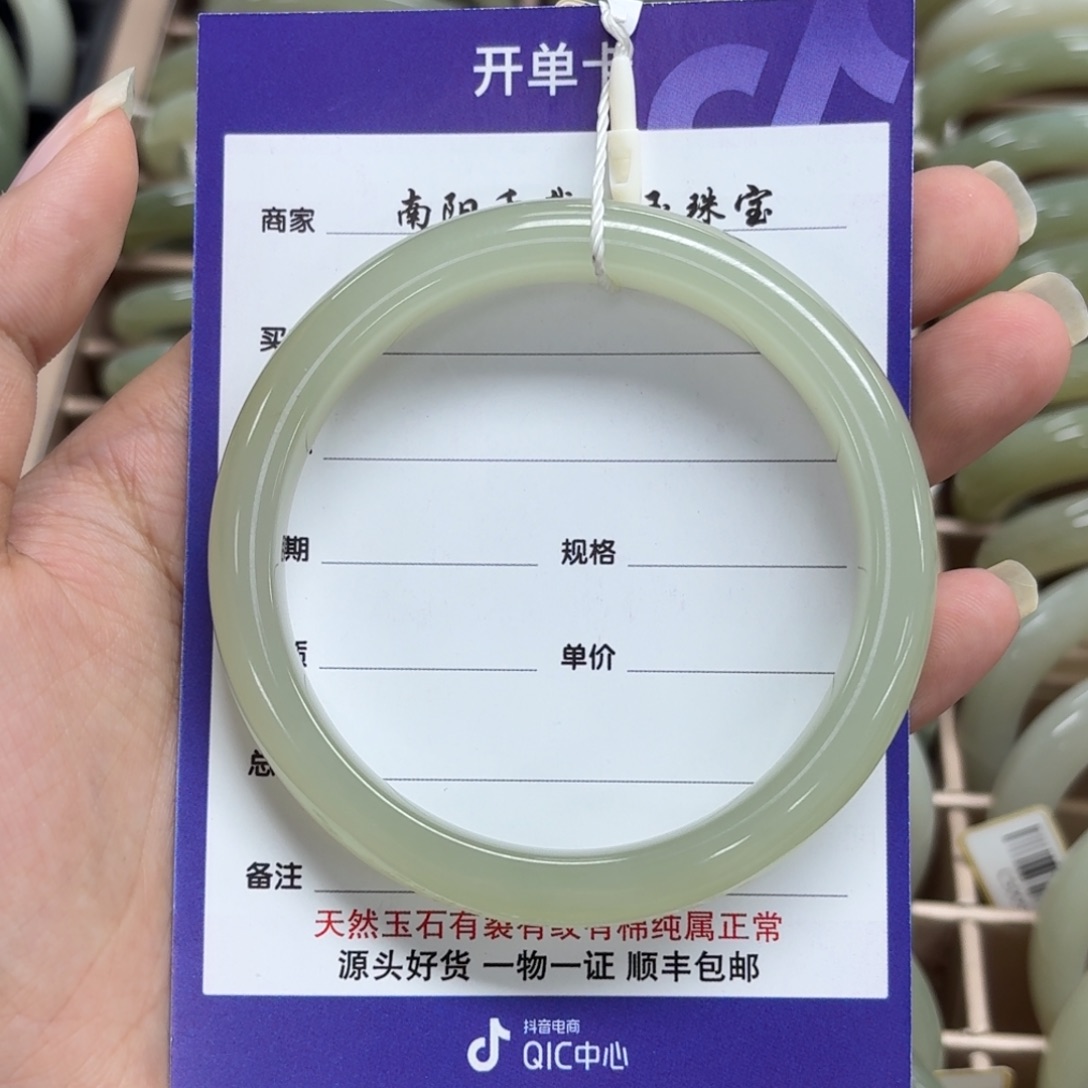 开单卡
商家 南阳 玉珠宝
买
期 规格
单价
总
备注
天然玉石有裂有纹有棉纯属正常
源头好货 一物一证 顺丰包邮
抖音电商
QIC中心